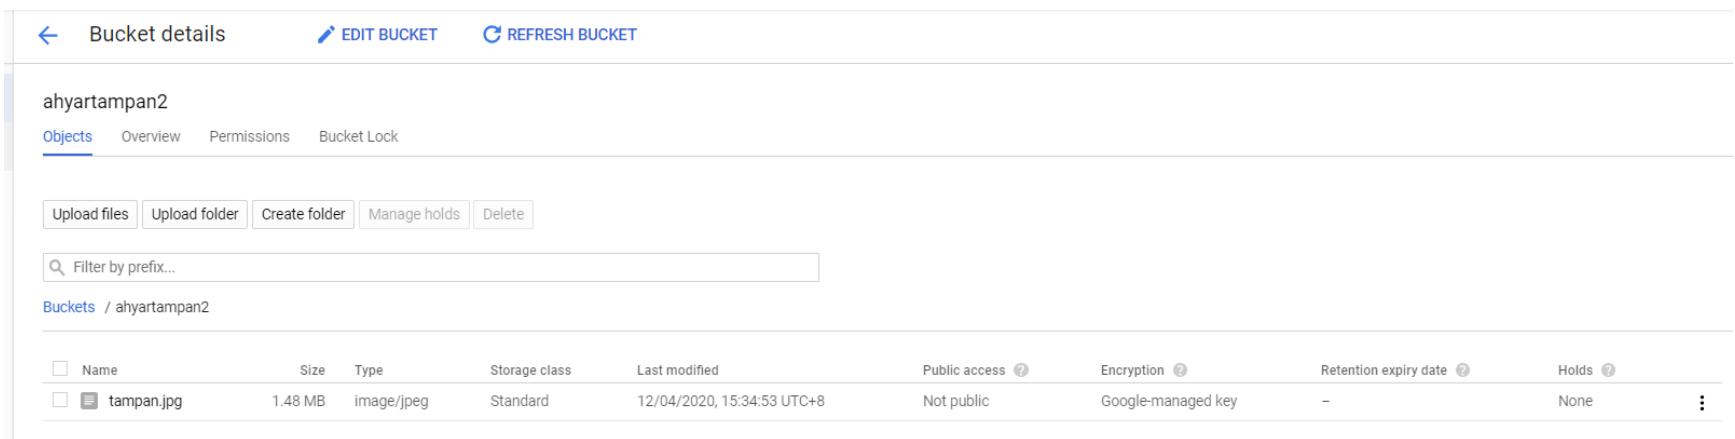 Bucket details EDIT BUCKET REFRESH BUCKET
ahyartampan2
Objects Overview Permissions Bucket Lock
Upload files Upload folder Create folder Manage holds Delete
Filter by prefix...
Buckets / ahyartampan2
Name Size Type Storage class Last modified Public access Encryption Retention expiry date Holds
tampan.jpg 1.48 MB image/jpeg Standard 12/04/2020, 15:34:53 UTC+8 Not public Google-managed key – None